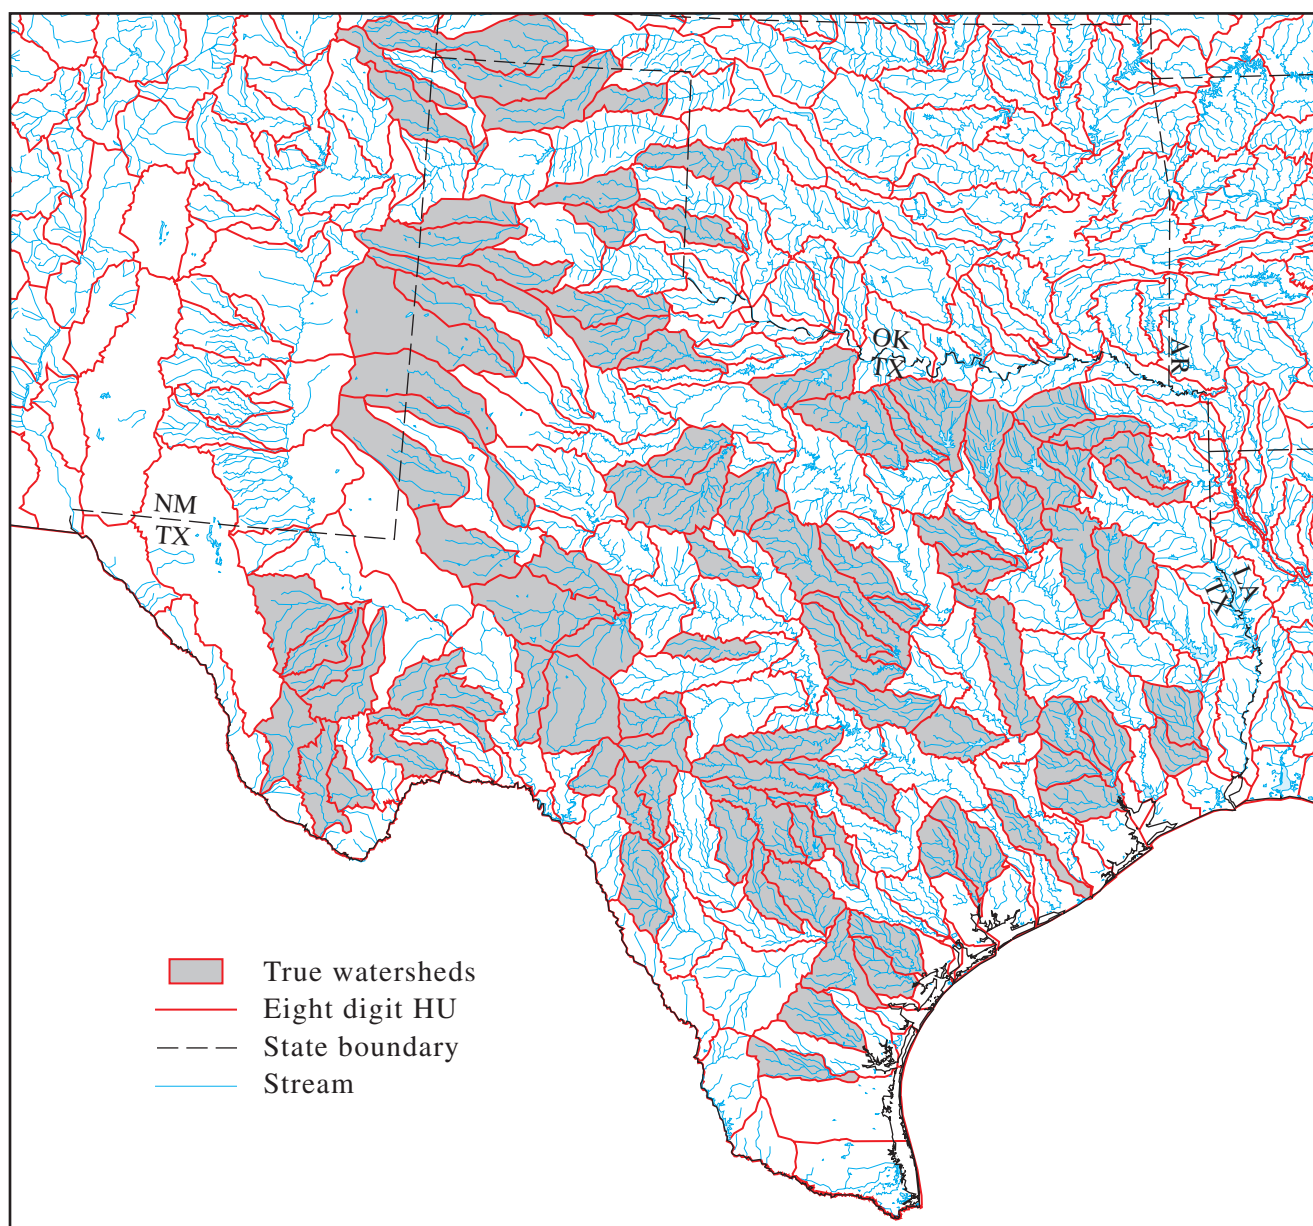 OK
TX
AR
NM
TX
LA
TX
True watersheds
Eight digit HU
State boundary
Stream